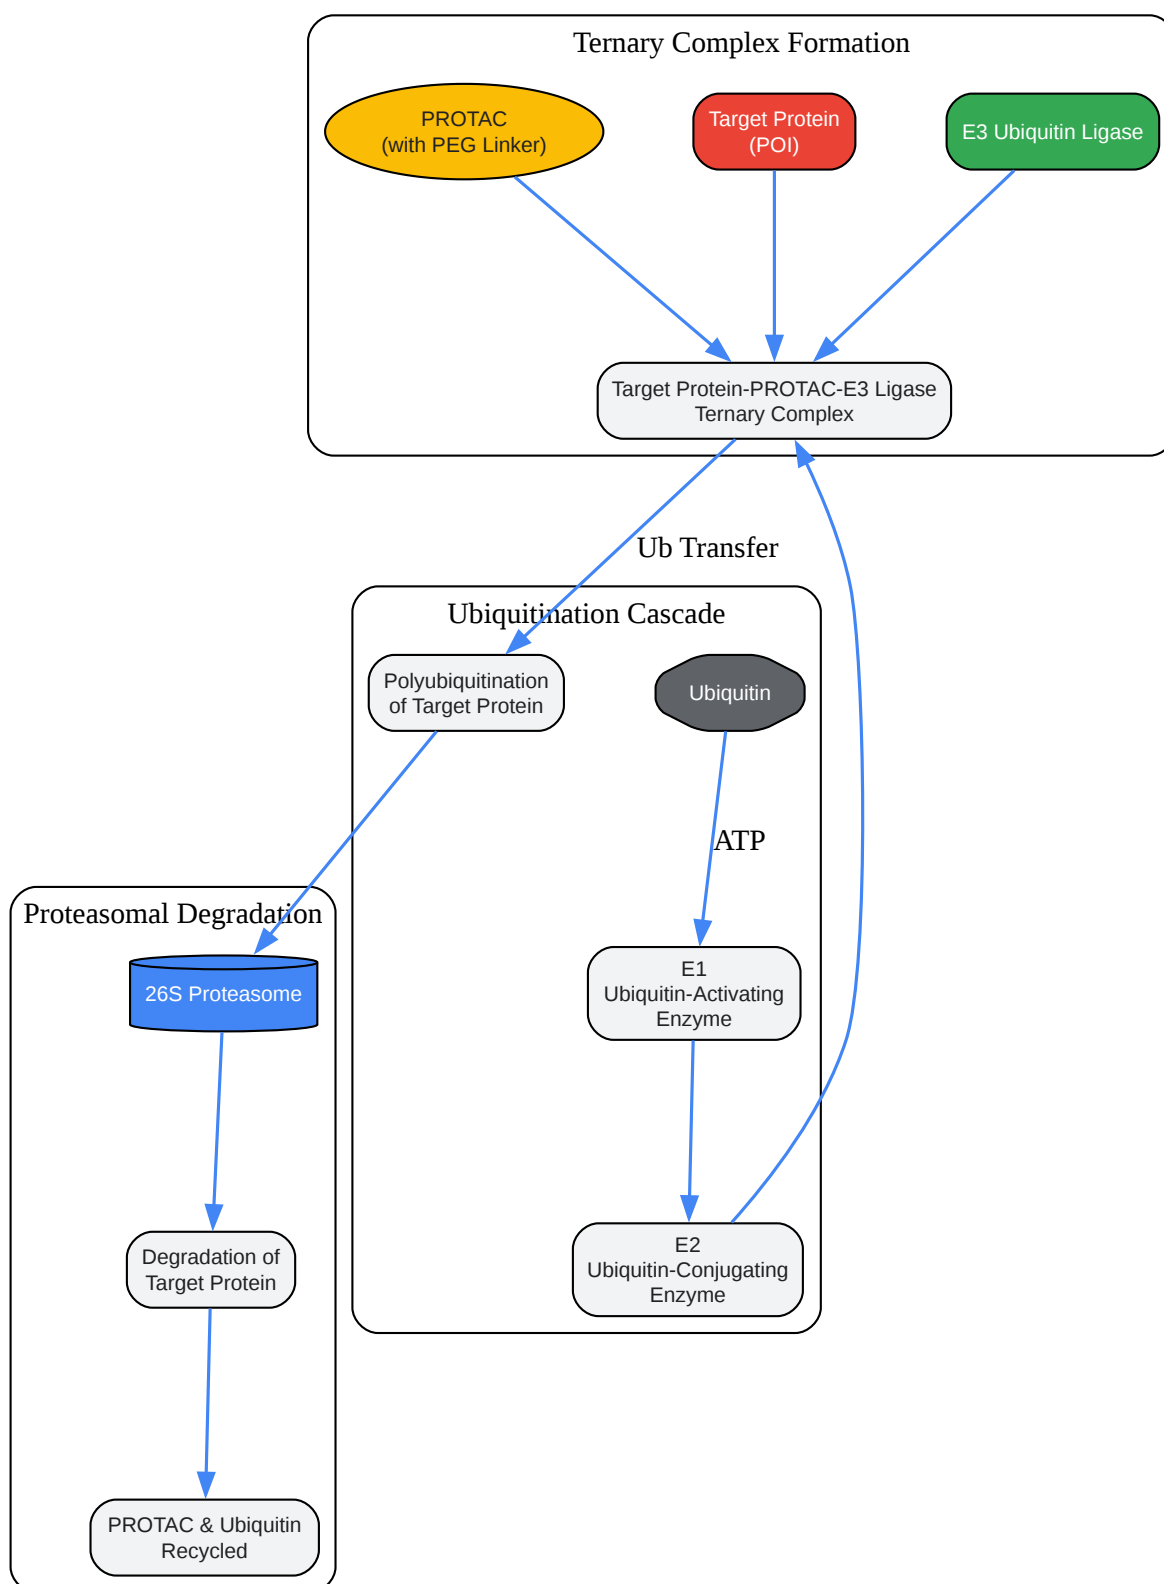 Ternary Complex Formation
PROTAC
(with PEG Linker)
Target Protein
(POI)
E3 Ubiquitin Ligase
Target Protein-PROTAC-E3 Ligase
Ternary Complex
Ub Transfer
Ubiquitination Cascade
Polyubiquitination
of Target Protein
Ubiquitin
ATP
Proteasomal Degradation
26S Proteasome
E1
Ubiquitin-Activating
Enzyme
Degradation of
Target Protein
E2
Ubiquitin-Conjugating
Enzyme
PROTAC & Ubiquitin
Recycled